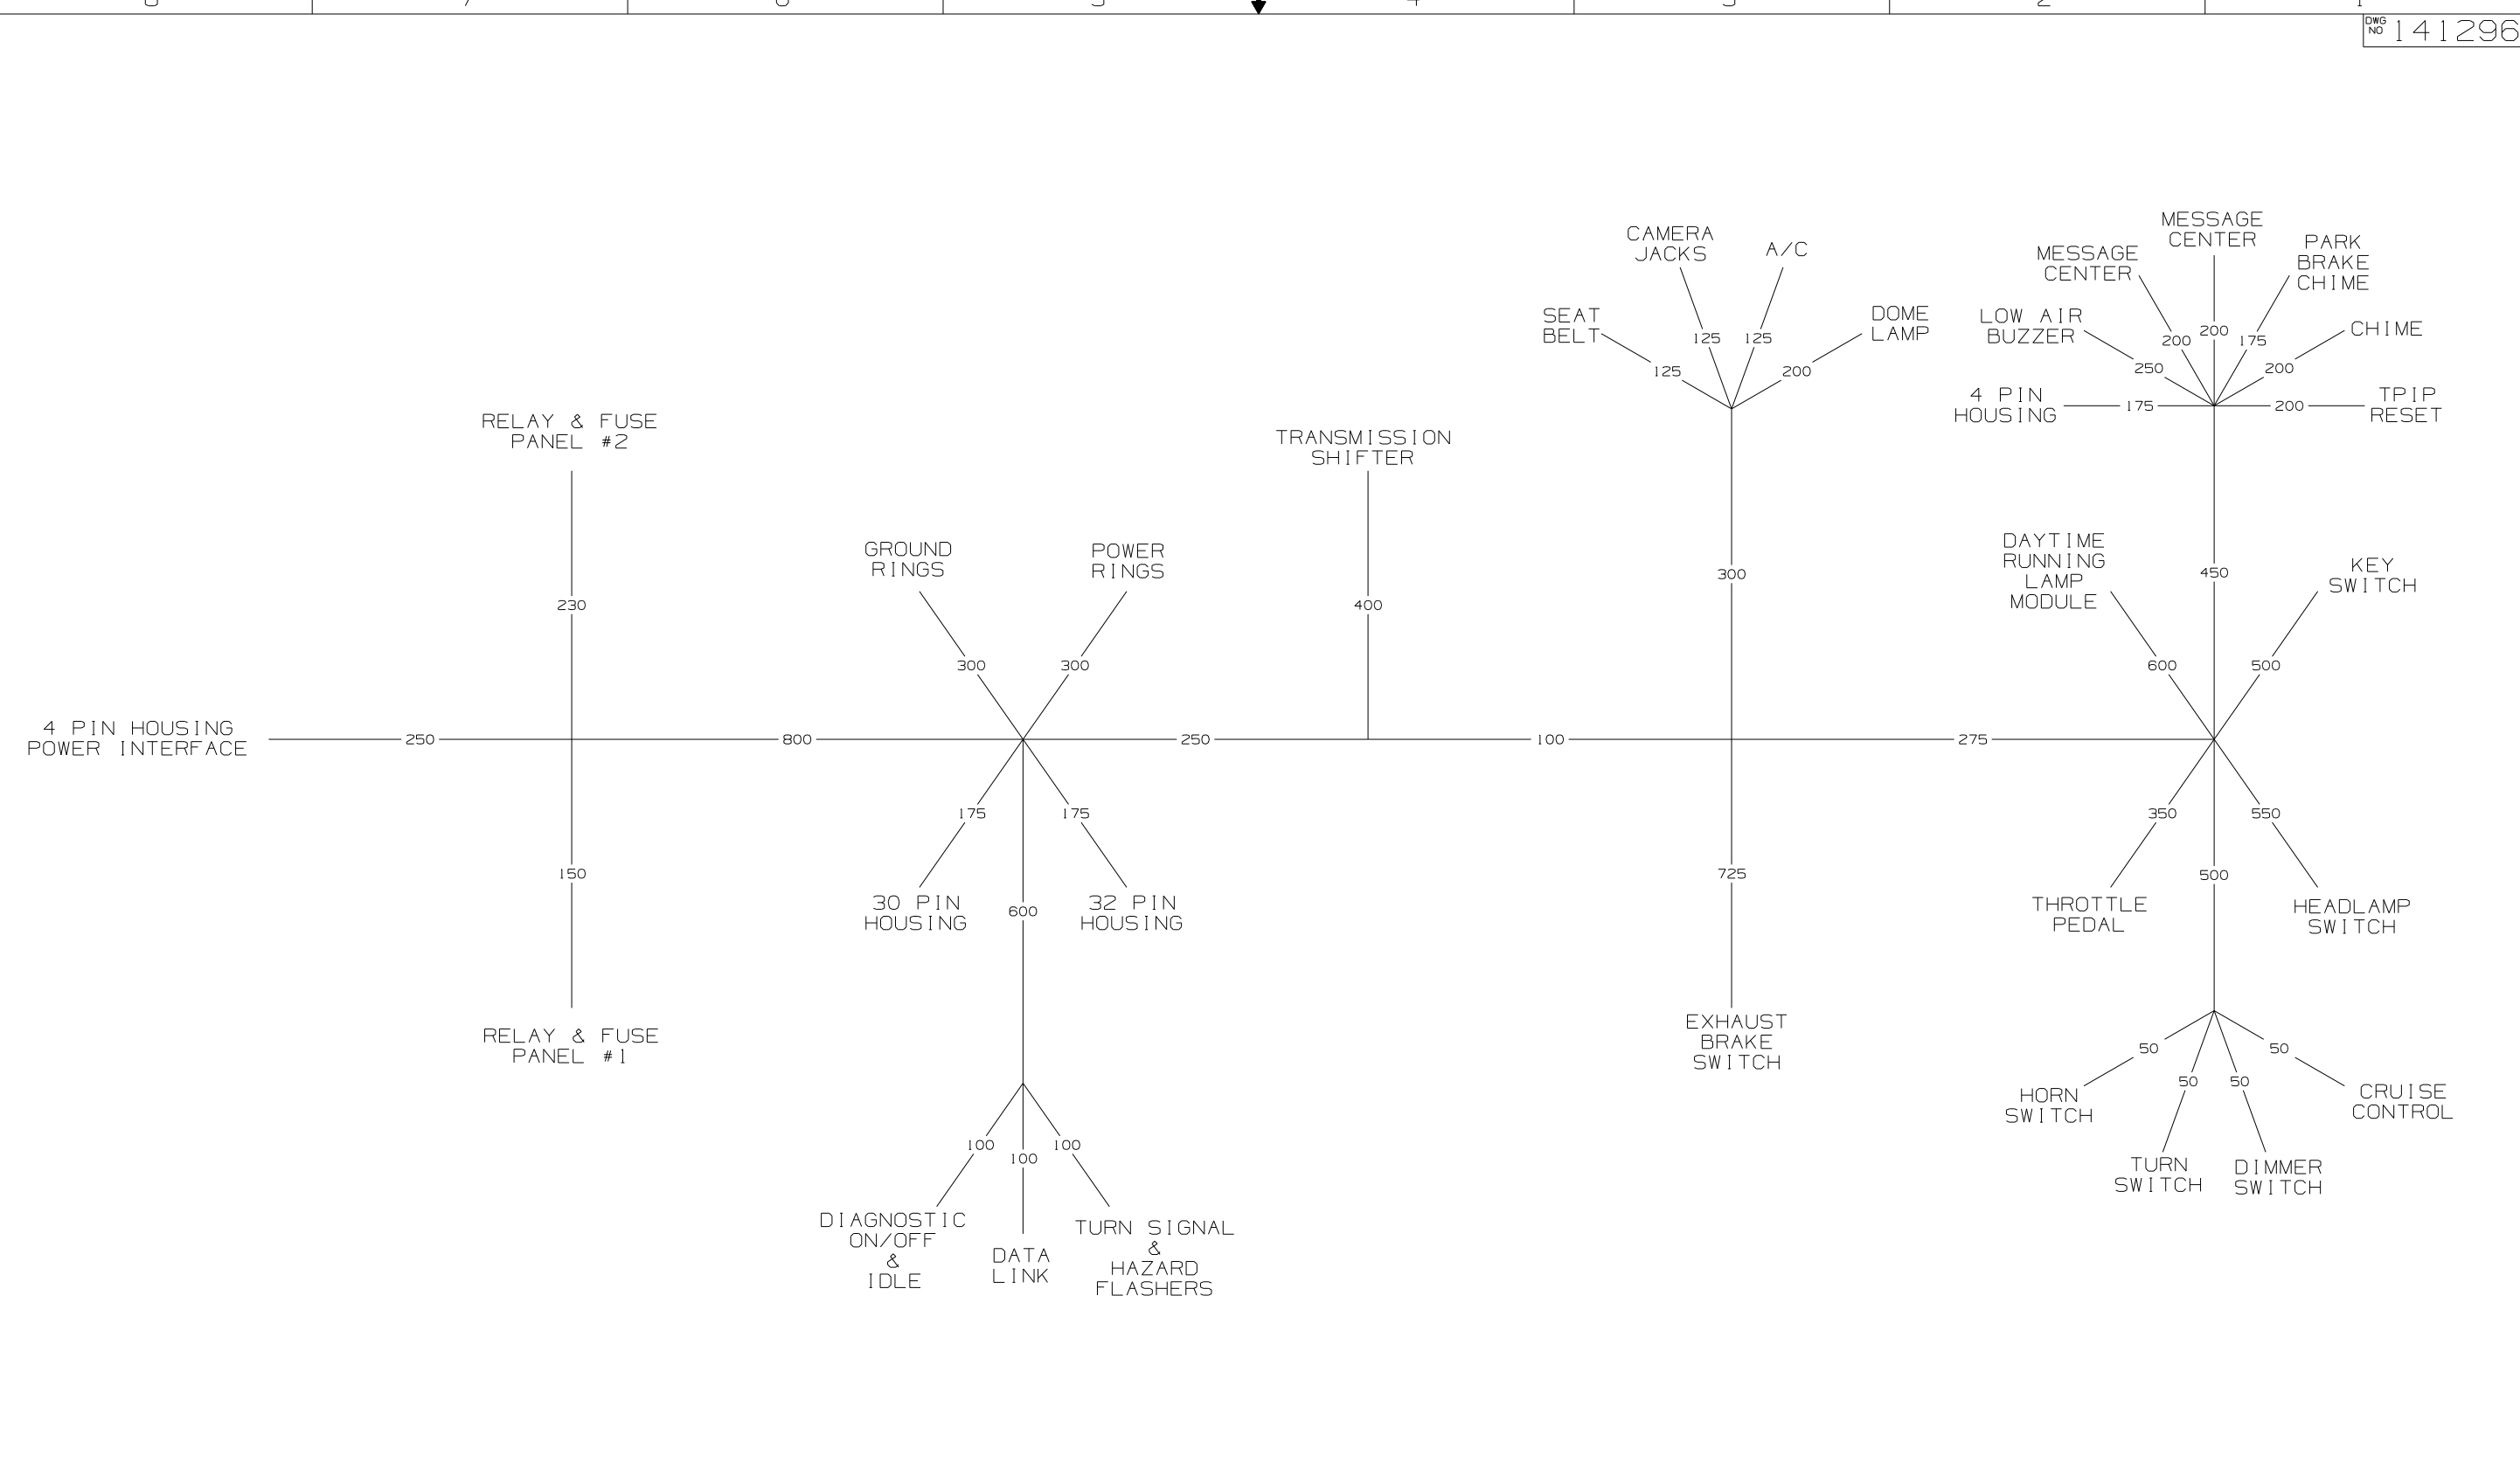 DWG
NO
141296
MESSAGE
CENTER
CAMERA
JACKS
A/C
MESSAGE
CENTER
PARK
BRAKE
CHIME
SEAT
BELT
DOME
LAMP
LOW AIR
BUZZER
CHIME
125
125
200
200
175
125
200
250
200
4 PIN
HOUSING
175
200
TPIP
RESET
RELAY & FUSE
PANEL #2
TRANSMISSION
SHIFTER
GROUND
RINGS
POWER
RINGS
DAYTIME
RUNNING
LAMP
MODULE
KEY
SWITCH
230
400
300
450
300
300
600
500
4 PIN HOUSING
POWER INTERFACE
250
800
250
100
275
175
175
350
550
150
600
725
500
30 PIN
HOUSING
32 PIN
HOUSING
THROTTLE
PEDAL
HEADLAMP
SWITCH
RELAY & FUSE
PANEL #1
EXHAUST
BRAKE
SWITCH
50
50
50
50
HORN
SWITCH
CRUISE
CONTROL
TURN
SWITCH
DIMMER
SWITCH
100
100
100
DIAGNOSTIC
ON/OFF
&
IDLE
DATA
LINK
TURN SIGNAL
&
HAZARD
FLASHERS